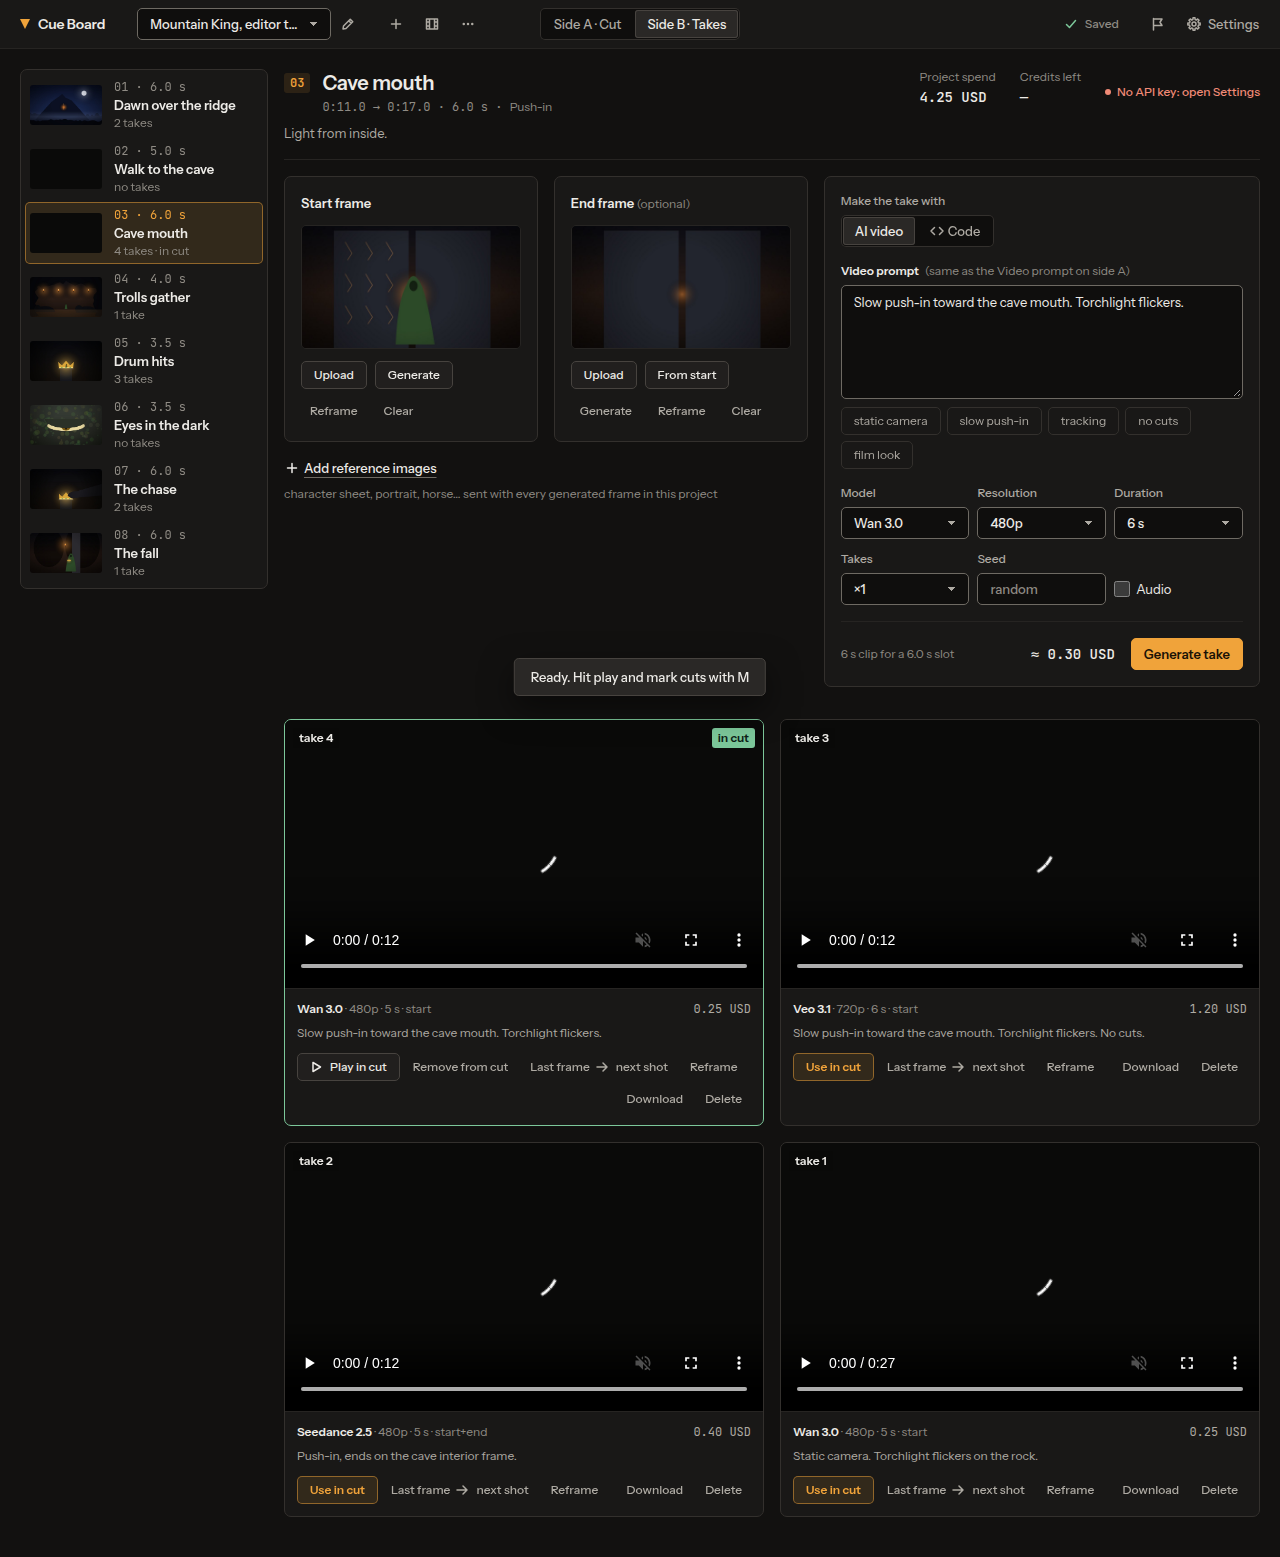 Cue Board
Mountain King, editor t...
Side A · Cut
Side B · Takes
Saved
Settings
01 · 6.0 s
Dawn over the ridge
2 takes
02 · 5.0 s
Walk to the cave
no takes
03 · 6.0 s
Cave mouth
4 takes · in cut
04 · 4.0 s
Trolls gather
1 take
05 · 3.5 s
Drum hits
3 takes
06 · 3.5 s
Eyes in the dark
no takes
07 · 6.0 s
The chase
2 takes
08 · 6.0 s
The fall
1 take
03 Cave mouth
0:11.0 → 0:17.0 · 6.0 s · Push-in
Light from inside.
Project spend
4.25 USD
Credits left
–
No API key: open Settings
Start frame
Upload Generate
Reframe Clear
End frame (optional)
Upload From start
Generate Reframe Clear
+ Add reference images
character sheet, portrait, horse... sent with every generated frame in this project
Make the take with
AI video <> Code
Video prompt (same as the Video prompt on side A)
Slow push-in toward the cave mouth. Torchlight flickers.
static camera slow push-in tracking no cuts
film look
Model Resolution Duration
Wan 3.0 480p 6 s
Takes Seed
×1 random Audio
6 s clip for a 6.0 s slot ≈ 0.30 USD Generate take
Ready. Hit play and mark cuts with M
take 4 in cut
0:00 / 0:12
Wan 3.0 · 480p · 5 s · start 0.25 USD
Slow push-in toward the cave mouth. Torchlight flickers.
Play in cut Remove from cut Last frame → next shot Reframe
Download Delete
take 3
0:00 / 0:12
Veo 3.1 · 720p · 6 s · start 1.20 USD
Slow push-in toward the cave mouth. Torchlight flickers. No cuts.
Use in cut Last frame → next shot Reframe Download Delete
take 2
0:00 / 0:12
Seedance 2.5 · 480p · 5 s · start+end 0.40 USD
Push-in, ends on the cave interior frame.
Use in cut Last frame → next shot Reframe Download Delete
take 1
0:00 / 0:27
Wan 3.0 · 480p · 5 s · start 0.25 USD
Static camera. Torchlight flickers on the rock.
Use in cut Last frame → next shot Reframe Download Delete